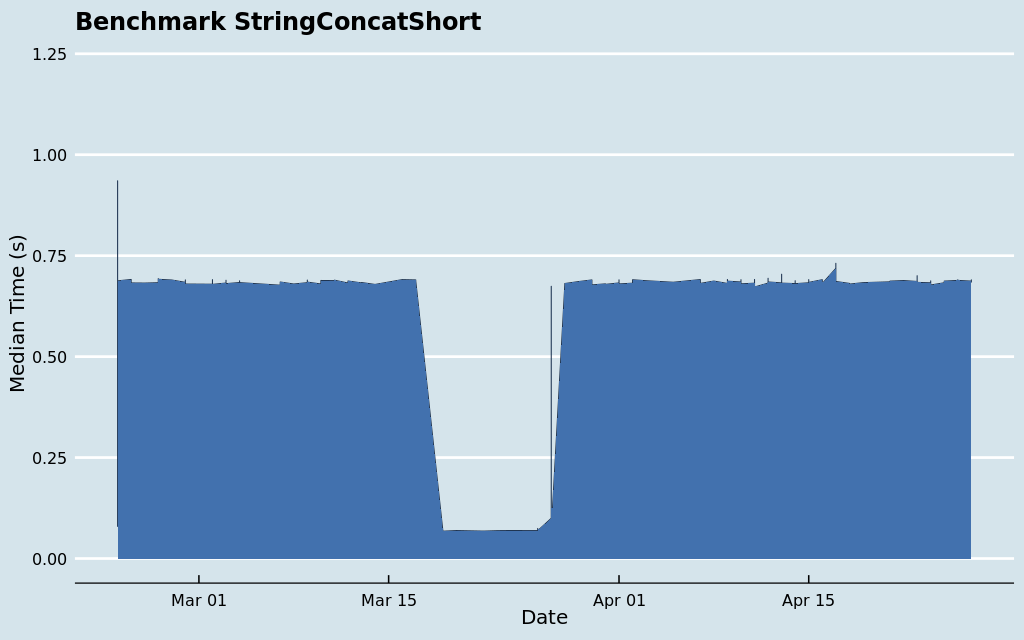 Benchmark StringConcatShort
Median Time (s)
1.25
1.00
0.75
0.50
0.25
0.00
Mar 01
Mar 15
Apr 01
Apr 15
Date